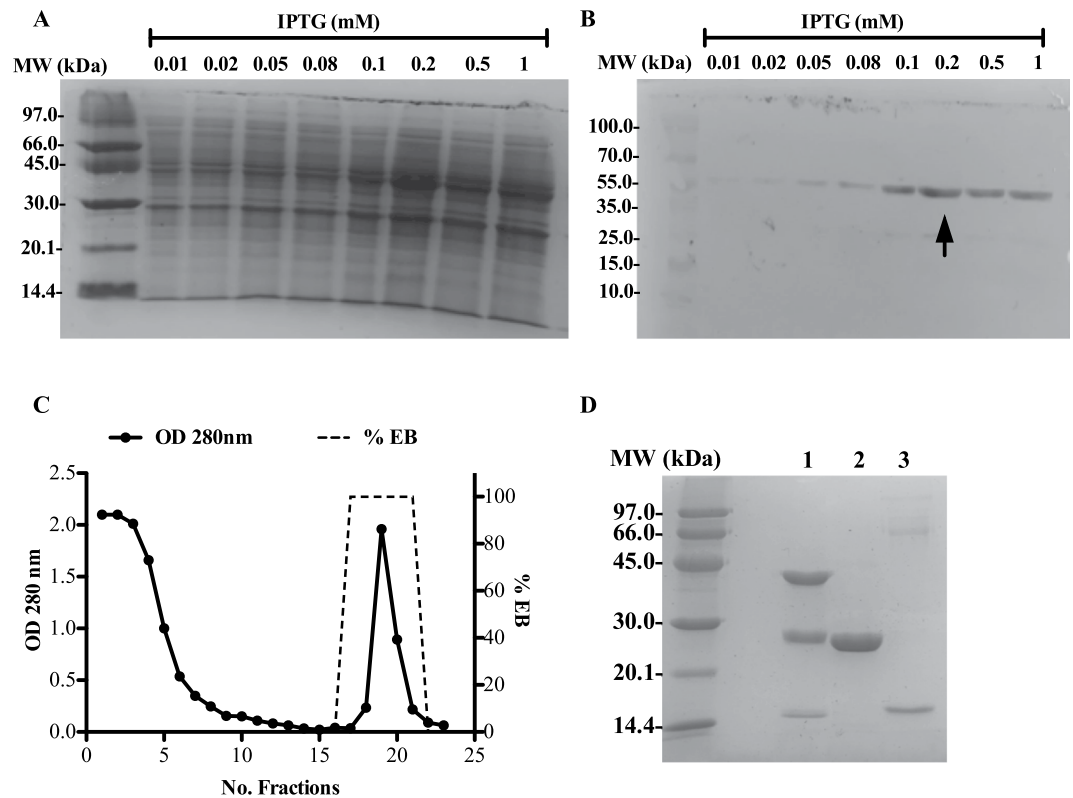 A
IPTG (mM)
MW (kDa) 0.01 0.02 0.05 0.08 0.1 0.2 0.5 1
97.0-
66.0-
45.0-
30.0-
20.1-
14.4-
B
IPTG (mM)
MW (kDa) 0.01 0.02 0.05 0.08 0.1 0.2 0.5 1
100.0-
70.0-
55.0-
35.0-
25.0-
15.0-
10.0-
C
OD 280nm % EB
2.5
2.0
1.5
1.0
0.5
0.0
OD 280 nm
100
80
60
40
20
0
% EB
0 5 10 15 20 25
No. Fractions
D
MW (kDa) 1 2 3
97.0-
66.0-
45.0-
30.0-
20.1-
14.4-